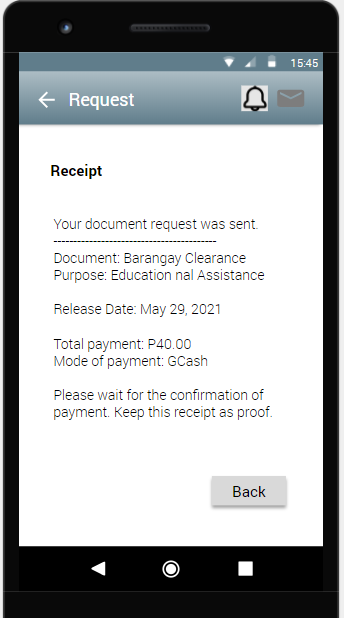 15:45
Request
Receipt
Your document request was sent.
-----------------------------------------
Document: Barangay Clearance
Purpose: Education nal Assistance
Release Date: May 29, 2021
Total payment: P40.00
Mode of payment: GCash
Please wait for the confirmation of
payment. Keep this receipt as proof.
Back